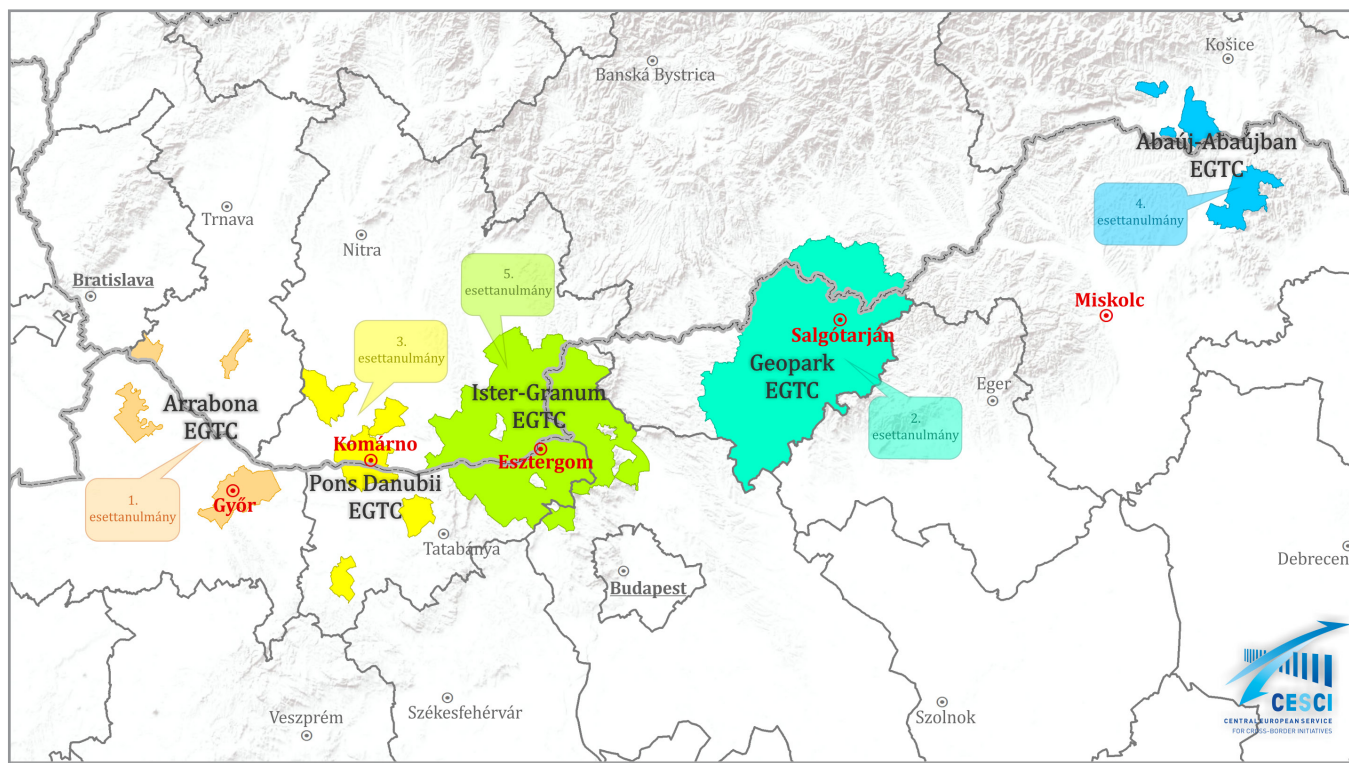 Košice
Banská Bystrica
Abaúj-Abaújban
EGTC
4.
esettanulmány
Trnava
Nitra
Bratislava
5.
esettanulmány
Miskolc
Salgótarján
3.
esettanulmány
Geopark
EGTC
Eger
Ister-Granum
EGTC
Arrabona
EGTC
2.
esettanulmány
Komárno
Esztergom
Pons Danubii
EGTC
1.
esettanulmány
Győr
Tatabánya
Budapest
Debrecen
Székesfehérvár
Veszprém
Szolnok
CESCI
CENTRAL EUROPEAN SERVICE
FOR CROSS-BORDER INITIATIVES